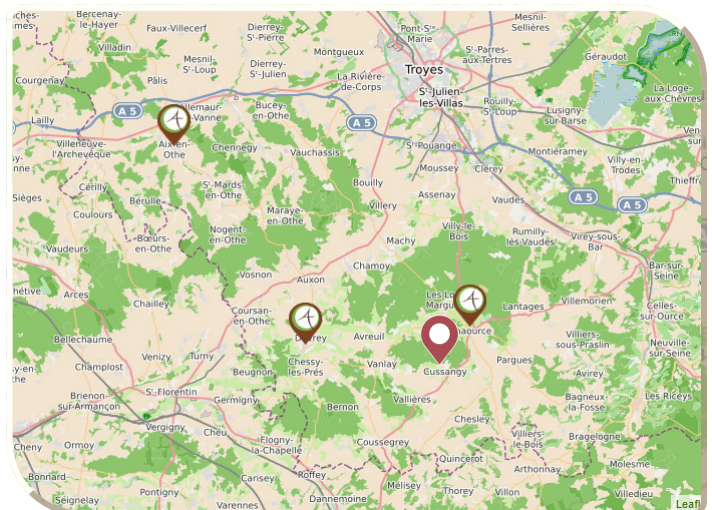 Bercenay-
le-Hayer
Faux-Villecerf
Dierrey-
Sᵗ-Pierre
Pont-Sᵗᵉ-
Marie
Mesnil-
Sellières
Villadin
Mesnil-
Sᵗ-Loup
Dierrey-
Sᵗ-Julien
Montgueux
Sᵗ-Parres-
aux-Tertres
Géraudot
Courgenay
Pâlis
La Rivière-
de-Corps
Troyes
Sᵗ-Julien
les-Villas
La Loge-
aux-Chèvres
Lailly
A 5
Bucey-
en-Othe
A 5
Rouilly-
Sᵗ-Loup
Lusigny-
sur-Barse
Villeneuve-
l'Archevêque
Aix-en-
Othe
Chennegy
Vauchassis
Sᵗ-Pouange
Montiéramey
Villy-en-
Trodes
Moussey
Clérey
Cérilly
Sᵗ-Mards-
en-Othe
Bouilly
Assenay
Vaudes
A 5
A 5
Sièges
Bérulle
Coulours
Maraye-
en-Othe
Villery
Nogent-
en-Othe
Villy-le-
Bois
Rumilly-
lès-Vaudes
Virey-sous-
Bar
Vaudeurs
Bœurs-
en-Othe
Machy
Chamoy
Bar-sur-
Seine
Vosnon
Auxon
Arces
Chailley
Lantages
Villemorien
Celles-
sur-Ource
Coursan-
en-Othe
Avreuil
Bellechaume
Villiers-
sous-Praslin
Neuville-
sur-Seine
Venizy
Turny
Chessy-
les-Prés
Vanlay
Cussangy
Pargues
Champlost
Beugnon
Avirey
Brienon-
sur-Armançon
Sᵗ-Florentin
Germigny
Bernon
Vallières
Bagneux-
la-Fosse
Les Riceys
Vergigny
Chéu
Chesley
Cheny
Ormoy
Flogny-
la-Chapelle
Coussegrey
Villiers-
le-Bois
Bragelogne
Quincerot
Arthonnay
Molesme
Bonnard
Pontigny
Carisey
Roffey
Mélisey
Thorey
Villon
Villedieu
Seignelay
Varennes
Dannemoine
Leafl